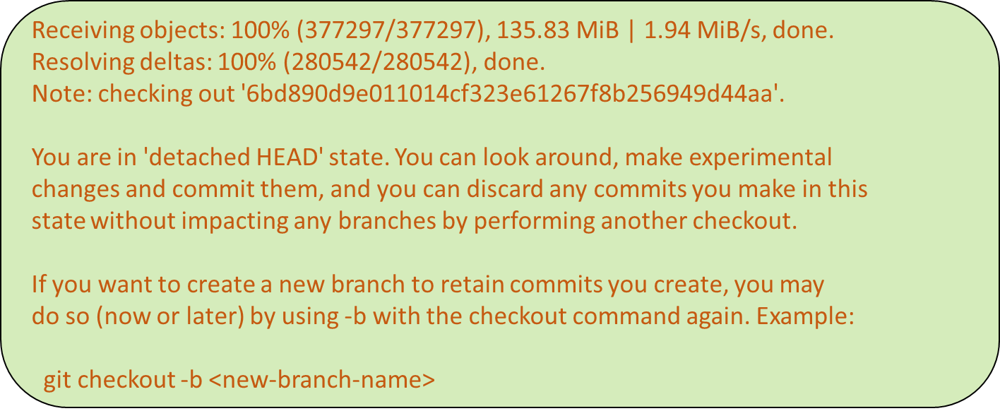 Receiving objects: 100% (377297/377297), 135.83 MiB | 1.94 MiB/s, done.
Resolving deltas: 100% (280542/280542), done.
Note: checking out '6bd890d9e011014cf323e61267f8b256949d44aa'.
You are in 'detached HEAD' state. You can look around, make experimental
changes and commit them, and you can discard any commits you make in this
state without impacting any branches by performing another checkout.
If you want to create a new branch to retain commits you create, you may
do so (now or later) by using -b with the checkout command again. Example:
git checkout -b <new-branch-name>